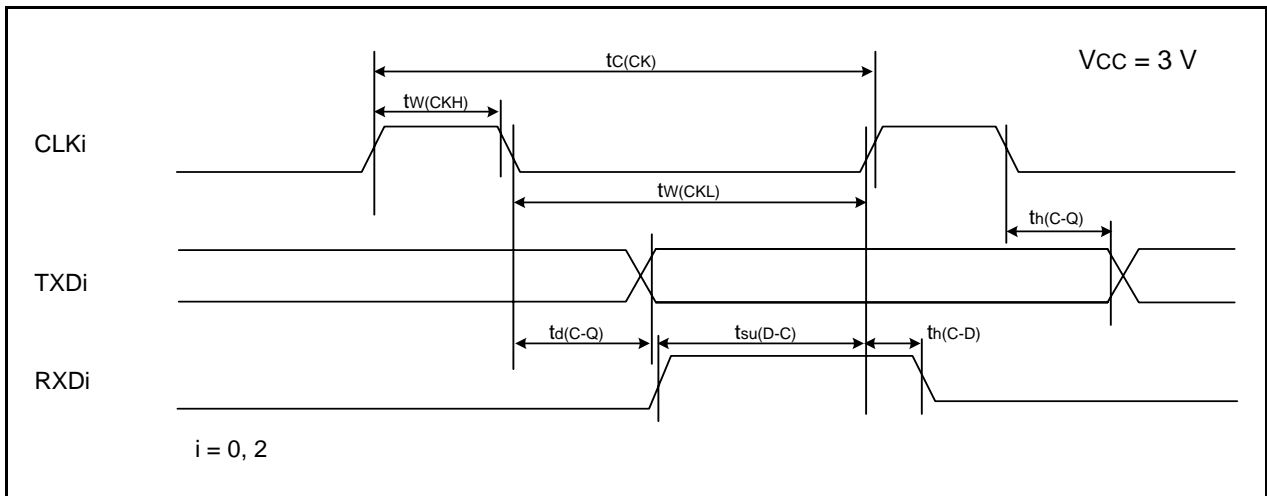 tC(CK)
VCC = 3 V
tW(CKH)
CLKi
tW(CKL)
th(C-Q)
TXDi
td(C-Q)
tsu(D-C)
th(C-D)
RXDi
i = 0, 2